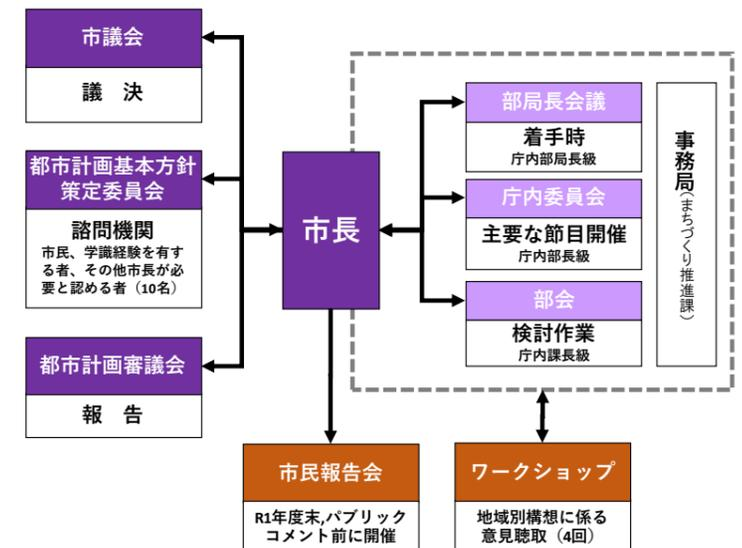 市議会
議　決
都市計画基本方針
策定委員会
諮問機関
市民、学識経験を有す
る者、その他市長が必
要と認める者（10名）
都市計画審議会
報　告
市長
部局長会議
着手時
庁内部局長級
庁内委員会
主要な節目開催
庁内部長級
部会
検討作業
庁内課長級
事務局（まちづくり推進課）
市民報告会
R1年度末,パブリック
コメント前に開催
ワークショップ
地域別構想に係る
意見聴取（4回）